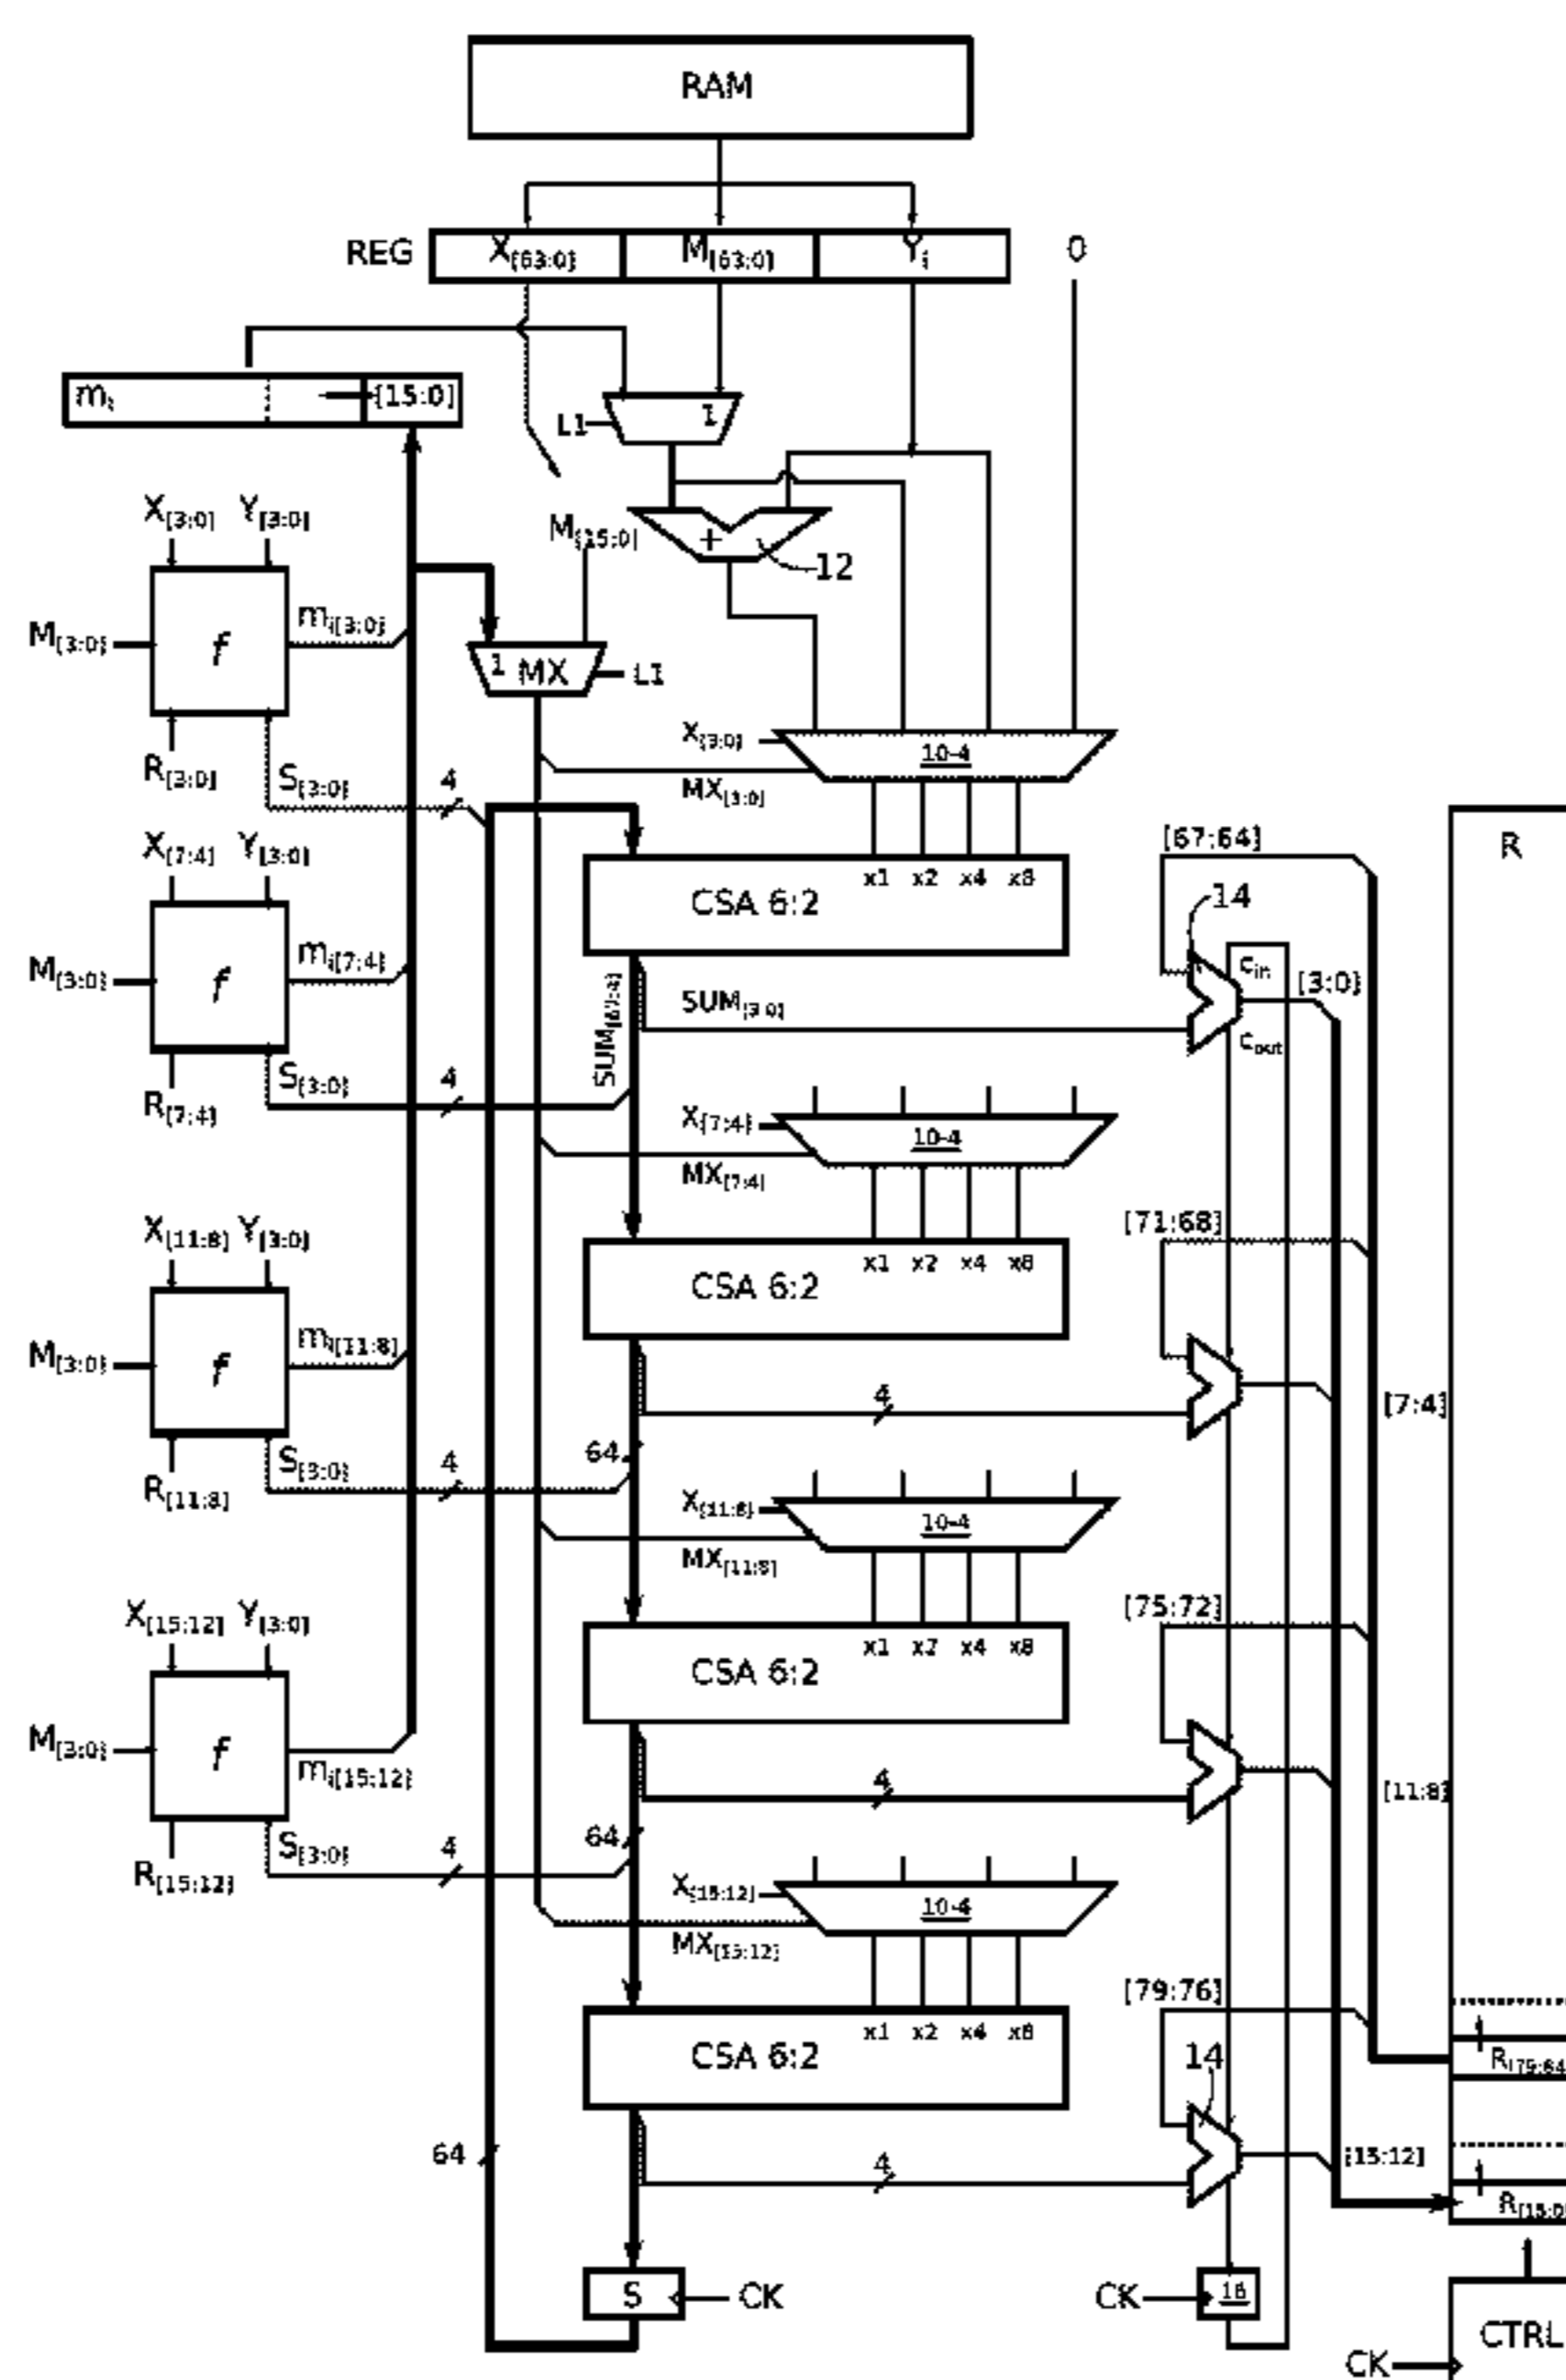 RAM
REG X[63:0] M[63:0] Yi 0
mi [15:0]
L1 1
X[3:0] Y[3:0]
M[15:0] + 12
M[3:0] f mi[3:0]
1 MX L1
R[3:0] S[3:0] 4
X[3:0] 10-4
MX[3:0]
X[7:4] Y[3:0]
x1 x2 x4 x8
CSA 6:2
[67:64] R
14
M[3:0] f mi[7:4]
SUM[67:4] SUM[3:0]
cin [3:0]
cout
R[7:4] S[3:0] 4
X[7:4] 10-4
MX[7:4]
X[11:8] Y[3:0]
[71:68]
x1 x2 x4 x8
CSA 6:2
M[3:0] f mi[11:8]
4 [7:4]
R[11:8] S[3:0] 4 64
X[11:8] 10-4
MX[11:8]
X[15:12] Y[3:0]
[75:72]
x1 x2 x4 x8
CSA 6:2
M[3:0] f mi[15:12]
4 [11:8]
R[15:12] S[3:0] 4 64
X[15:12] 10-4
MX[15:12]
[79:76]
x1 x2 x4 x8
CSA 6:2
14 R[79:64
64 4 [15:12]
R[15:0
S CK CK 16
CTRL
CK